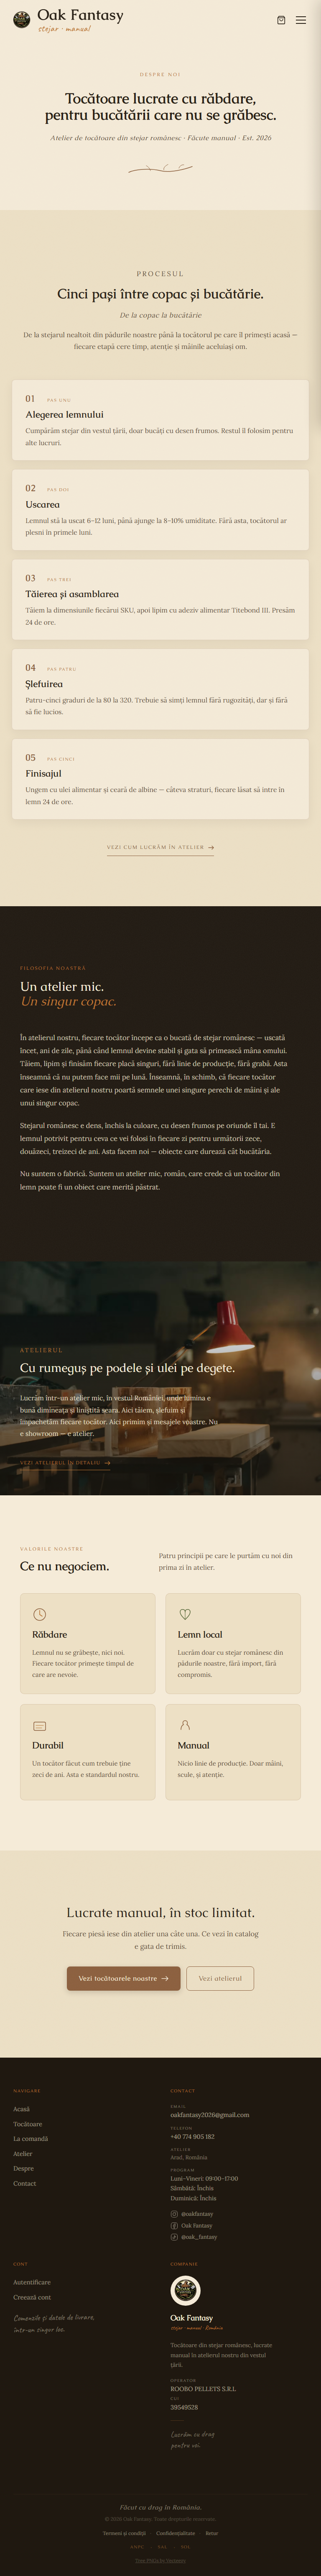 Oak Fantasy
stejar · manual
DESPRE NOI
Tocătoare lucrate cu răbdare,
pentru bucătării care nu se grăbesc.
Atelier de tocătoare din stejar românesc · Făcute manual · Est. 2026
PROCESUL
Cinci pași între copac și bucătărie.
De la copac la bucătărie
De la stejarul nealtoit din pădurile noastre până la tocătorul pe care îl primești acasă —
fiecare etapă cere timp, atenție și mâinile aceluiași om.
01 PAS UNU
Alegerea lemnului
Cumpărăm stejar din vestul țării, doar bucăți cu desen frumos. Restul îl folosim pentru
alte lucruri.
02 PAS DOI
Uscarea
Lemnul stă la uscat 6–12 luni, până ajunge la 8–10% umiditate. Fără asta, tocătorul ar
plesni în primele luni.
03 PAS TREI
Tăierea și asamblarea
Tăiem la dimensiunile fiecărui SKU, apoi lipim cu adeziv alimentar Titebond III. Presăm
24 de ore.
04 PAS PATRU
Șlefuirea
Patru-cinci graduri de la 80 la 320. Trebuie să simți lemnul fără rugozități, dar și fără
să fie lucios.
05 PAS CINCI
Finisajul
Ungem cu ulei alimentar și ceară de albine — câteva straturi, fiecare lăsat să intre în
lemn 24 de ore.
VEZI CUM LUCRĂM ÎN ATELIER →
FILOSOFIA NOASTRĂ
Un atelier mic.
Un singur copac.
În atelierul nostru, fiecare tocător începe ca o bucată de stejar românesc — uscată
încet, ani de zile, până când lemnul devine stabil și gata să primească mâna omului.
Tăiem, lipim și finisăm fiecare placă singuri, fără linie de producție, fără grabă. Asta
înseamnă că nu putem face mii pe lună. Înseamnă, în schimb, că fiecare tocător
care iese din atelierul nostru poartă semnele unei singure perechi de mâini și ale
unui singur copac.
Stejarul românesc e dens, închis la culoare, cu desen frumos pe oriunde îl tai. E
lemnul potrivit pentru ceva ce vei folosi în fiecare zi pentru următorii zece,
douăzeci, treizeci de ani. Asta facem noi — obiecte care durează cât bucătăria.
Nu suntem o fabrică. Suntem un atelier mic, român, care crede că un tocător din
lemn poate fi un obiect care merită păstrat.
ATELIERUL
Cu rumeguș pe podele și ulei pe degete.
Lucrăm într-un atelier mic, în vestul României, unde lumina e
bună dimineața și liniștită seara. Aici tăiem, șlefuim și
împachetăm fiecare tocător. Aici primim și mesajele voastre. Nu
e showroom — e atelier.
VEZI ATELIERUL ÎN DETALIU →
VALORILE NOASTRE
Ce nu negociem.
Patru principii pe care le purtăm cu noi din
prima zi în atelier.
Răbdare
Lemnul nu se grăbește, nici noi.
Fiecare tocător primește timpul de
care are nevoie.
Lemn local
Lucrăm doar cu stejar românesc din
pădurile noastre, fără import, fără
compromis.
Durabil
Un tocător făcut cum trebuie ține
zeci de ani. Asta e standardul nostru.
Manual
Nicio linie de producție. Doar mâini,
scule, și atenție.
Lucrate manual, în stoc limitat.
Fiecare piesă iese din atelier una câte una. Ce vezi în catalog
e gata de trimis.
Vezi tocătoarele noastre →
Vezi atelierul
NAVIGARE
Acasă
Tocătoare
La comandă
Atelier
Despre
Contact
CONTACT
EMAIL
oakfantasy2026@gmail.com
TELEFON
+40 774 905 182
ATELIER
Arad, România
PROGRAM
Luni–Vineri: 09:00–17:00
Sâmbătă: Închis
Duminică: Închis
@oakfantasy
Oak Fantasy
@oak_fantasy
CONT
Autentificare
Creează cont
Comenzile și datele de livrare,
într-un singur loc.
COMPANIE
Oak Fantasy
stejar · manual · România
Tocătoare din stejar românesc, lucrate
manual în atelierul nostru din vestul
țării.
OPERATOR
ROOBO PELLETS S.R.L
CUI
39549528
Lucrăm cu drag
pentru voi.
Făcut cu drag în România.
© 2026 Oak Fantasy. Toate drepturile rezervate.
Termeni și condiții · Confidențialitate · Retur
ANPC · SAL · SOL